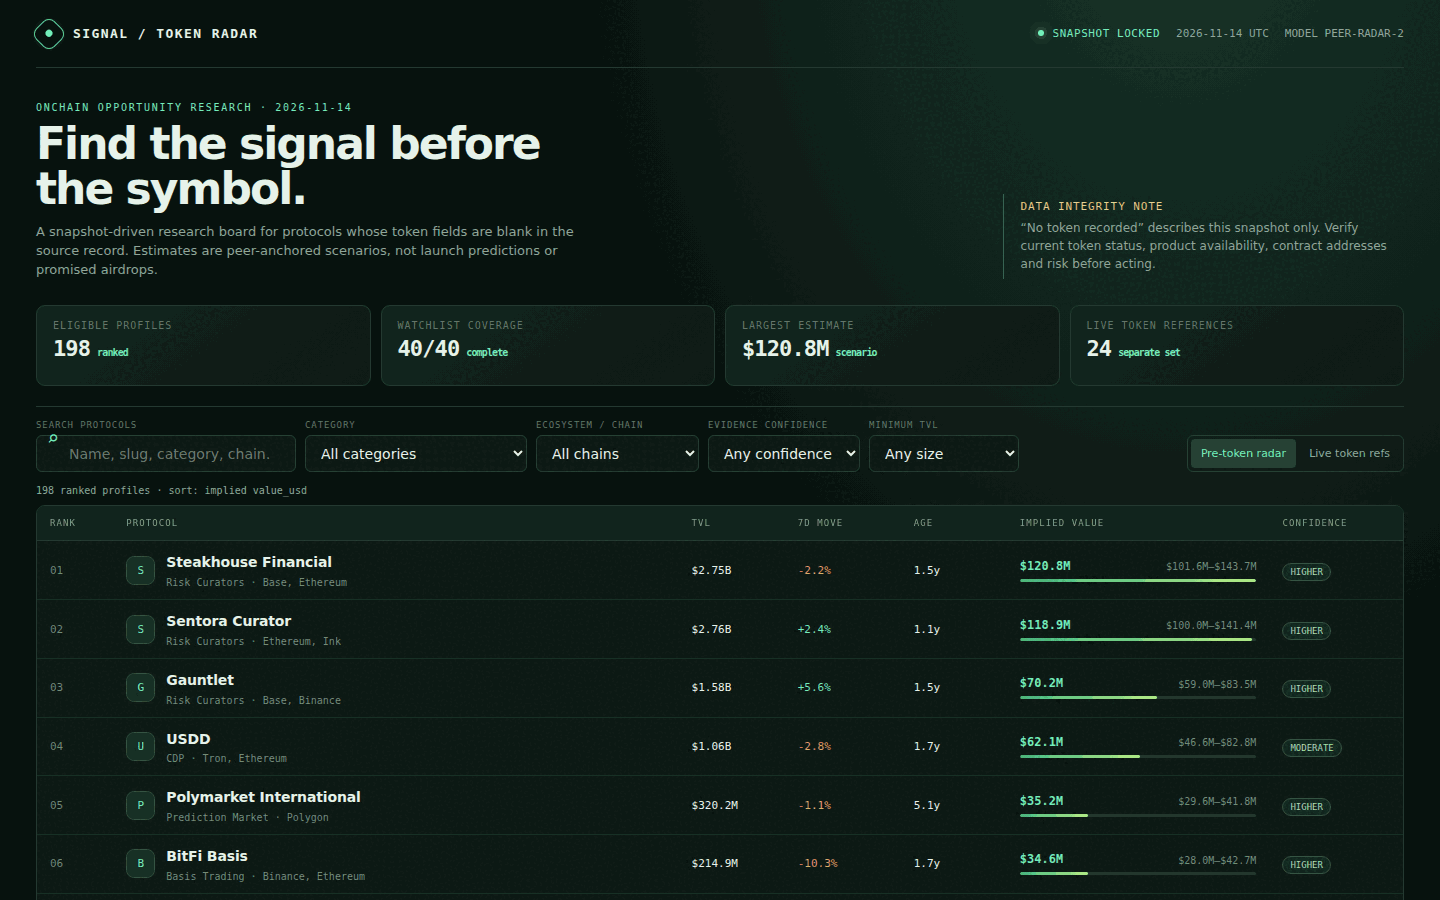 SIGNAL / TOKEN RADAR
SNAPSHOT LOCKED 2026-11-14 UTC MODEL PEER-RADAR-2
ONCHAIN OPPORTUNITY RESEARCH · 2026-11-14
Find the signal before
the symbol.
A snapshot-driven research board for protocols whose token fields are blank in the
source record. Estimates are peer-anchored scenarios, not launch predictions or
promised airdrops.
DATA INTEGRITY NOTE
“No token recorded” describes this snapshot only. Verify
current token status, product availability, contract addresses
and risk before acting.
ELIGIBLE PROFILES
198 ranked
WATCHLIST COVERAGE
40/40 complete
LARGEST ESTIMATE
$120.8M scenario
LIVE TOKEN REFERENCES
24 separate set
SEARCH PROTOCOLS CATEGORY ECOSYSTEM / CHAIN EVIDENCE CONFIDENCE MINIMUM TVL
Name, slug, category, chain. All categories All chains Any confidence Any size Pre-token radar Live token refs
198 ranked profiles · sort: implied value_usd
RANK PROTOCOL TVL 7D MOVE AGE IMPLIED VALUE CONFIDENCE
01 S Steakhouse Financial $2.75B -2.2% 1.5y $120.8M $101.6M–$143.7M HIGHER
Risk Curators · Base, Ethereum
02 S Sentora Curator $2.76B +2.4% 1.1y $118.9M $100.0M–$141.4M HIGHER
Risk Curators · Ethereum, Ink
03 G Gauntlet $1.58B +5.6% 1.5y $70.2M $59.0M–$83.5M HIGHER
Risk Curators · Base, Binance
04 U USDD $1.06B -2.8% 1.7y $62.1M $46.6M–$82.8M MODERATE
CDP · Tron, Ethereum
05 P Polymarket International $320.2M -1.1% 5.1y $35.2M $29.6M–$41.8M HIGHER
Prediction Market · Polygon
06 B BitFi Basis $214.9M -10.3% 1.7y $34.6M $28.0M–$42.7M HIGHER
Basis Trading · Binance, Ethereum